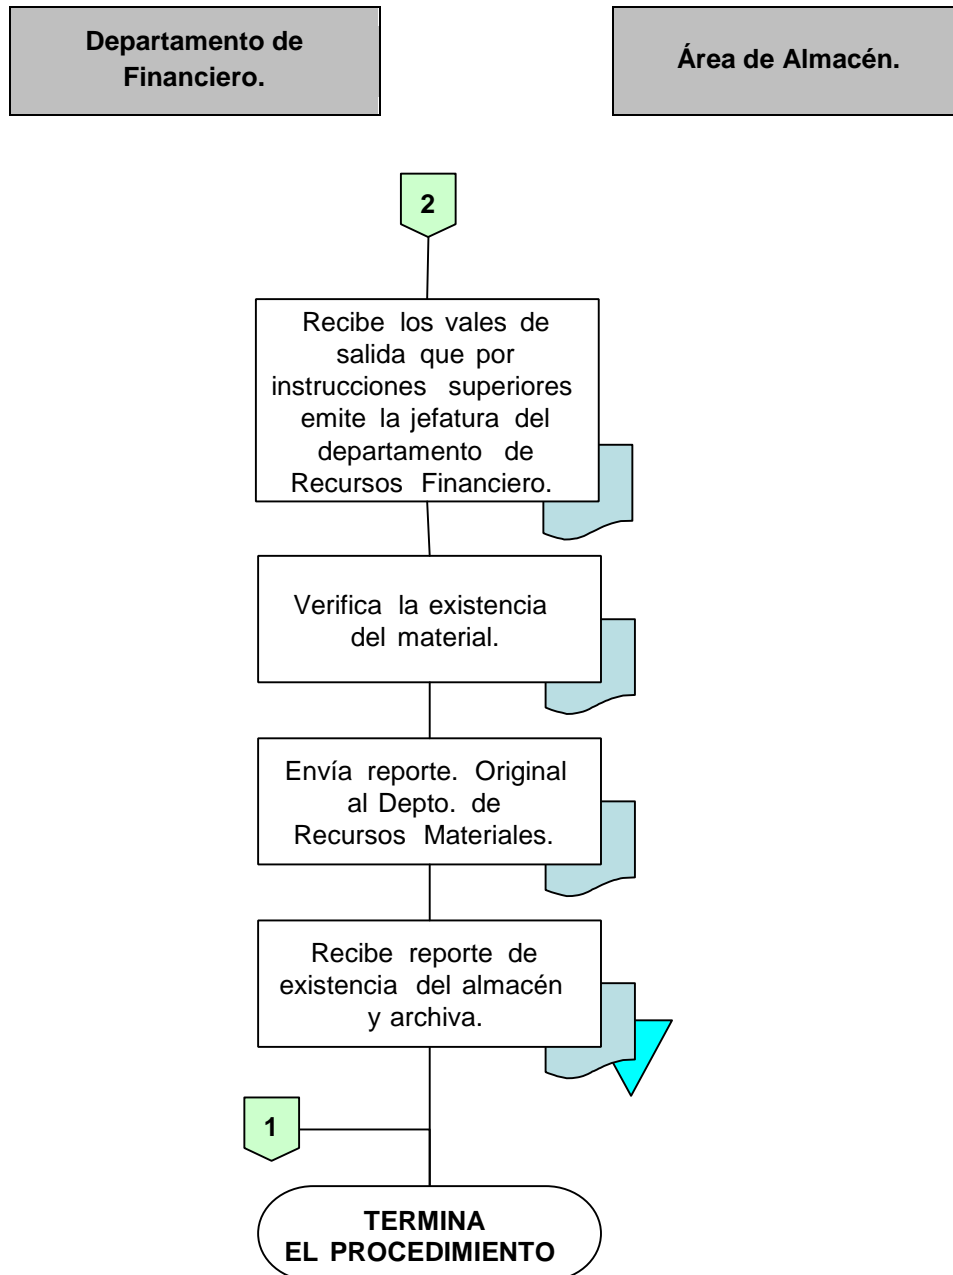 Departamento de
Financiero.
Área de Almacén.
2
Recibe los vales de
salida que por
instrucciones superiores
emite la jefatura del
departamento de
Recursos Financiero.
Verifica la existencia
del material.
Envía reporte. Original
al Depto. de
Recursos Materiales.
Recibe reporte de
existencia del almacén
y archiva.
1
TERMINA
EL PROCEDIMIENTO